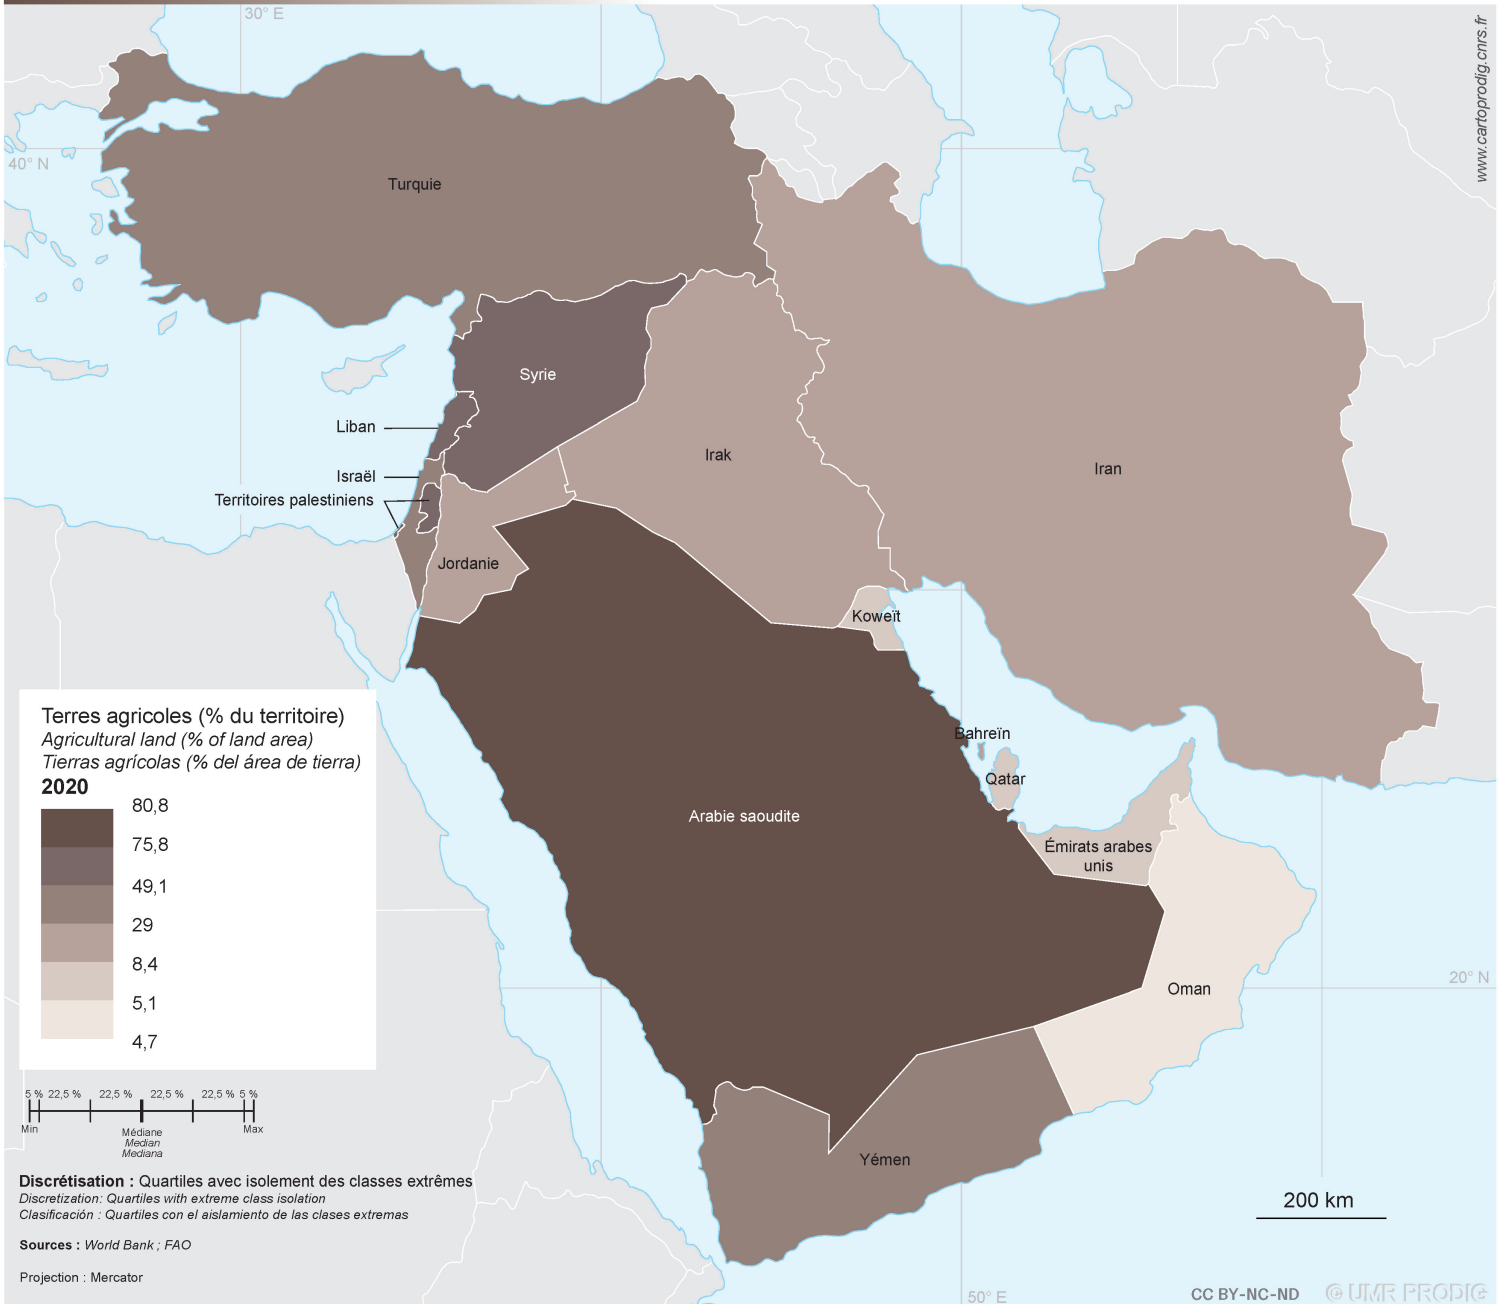 30° E
www.cartoprodig.cnrs.fr
40° N
Turquie
Syrie
Liban
Irak
Iran
Israël
Territoires palestiniens
Jordanie
Koweït
Bahreïn
Qatar
Arabie saoudite
Émirats arabes
unis
Oman
20° N
Yémen
Terres agricoles (% du territoire)
Agricultural land (% of land area)
Tierras agrícolas (% del área de tierra)
2020
80,8
75,8
49,1
29
8,4
5,1
4,7
5 % 22,5 % 22,5 % 22,5 % 22,5 % 5 %
Min Max
Médiane
Median
Mediana
Discrétisation : Quartiles avec isolement des classes extrêmes
Discretization: Quartiles with extreme class isolation
Clasificación : Quartiles con el aislamiento de las clases extremas
Sources : World Bank ; FAO
Projection : Mercator
200 km
50° E
CC BY-NC-ND © UMR PRODIG